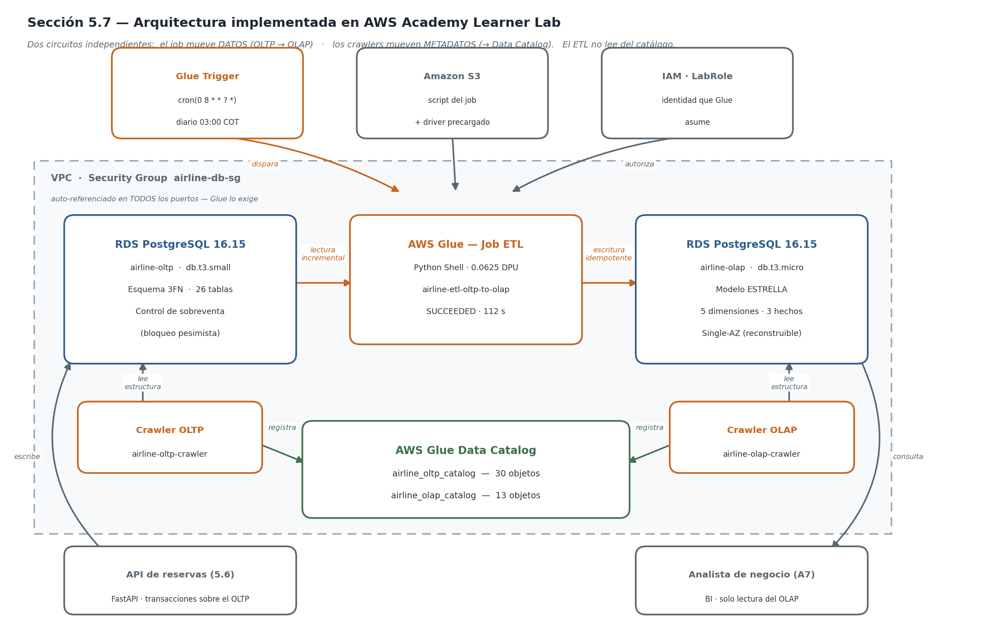 Sección 5.7 — Arquitectura implementada en AWS Academy Learner Lab
Dos circuitos independientes: el job mueve DATOS (OLTP → OLAP) · los crawlers mueven METADATOS (→ Data Catalog). El ETL no lee del catálogo.
Glue Trigger
cron(0 8 * * ? *)
diario 03:00 COT
Amazon S3
script del job
+ driver precargado
IAM · LabRole
identidad que Glue
asume
dispara
autoriza
VPC · Security Group airline-db-sg
auto-referenciado en TODOS los puertos — Glue lo exige
RDS PostgreSQL 16.15
airline-oltp · db.t3.small
Esquema 3FN · 26 tablas
Control de sobreventa
(bloqueo pesimista)
lectura
incremental
AWS Glue — Job ETL
Python Shell · 0.0625 DPU
airline-etl-oltp-to-olap
SUCCEEDED · 112 s
escritura
idempotente
RDS PostgreSQL 16.15
airline-olap · db.t3.micro
Modelo ESTRELLA
5 dimensiones · 3 hechos
Single-AZ (reconstruible)
lee
estructura
lee
estructura
Crawler OLTP
airline-oltp-crawler
registra
AWS Glue Data Catalog
airline_oltp_catalog — 30 objetos
airline_olap_catalog — 13 objetos
registra
Crawler OLAP
airline-olap-crawler
escribe
consulta
API de reservas (5.6)
FastAPI · transacciones sobre el OLTP
Analista de negocio (A7)
BI · solo lectura del OLAP